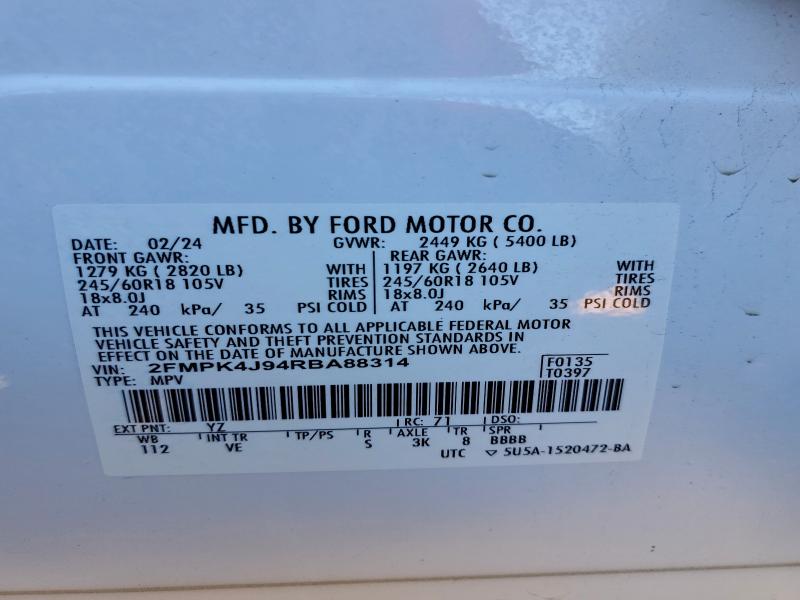 MFD. BY FORD MOTOR CO.
DATE: 02/24 GVWR: 2449 KG ( 5400 LB)
FRONT GAWR: REAR GAWR:
1279 KG ( 2820 LB) WITH 1197 KG ( 2640 LB) WITH
245/60R18 105V TIRES 245/60R18 105V TIRES
18x8.0J RIMS 18x8.0J RIMS
AT 240 kPa/ 35 PSI COLD AT 240 kPa/ 35 PSI COLD
THIS VEHICLE CONFORMS TO ALL APPLICABLE FEDERAL MOTOR
VEHICLE SAFETY AND THEFT PREVENTION STANDARDS IN
EFFECT ON THE DATE OF MANUFACTURE SHOWN ABOVE.
VIN: 2FMPK4J94RBA88314 F0135
TYPE: MPV T0397
EXT PNT: YZ RC: 71 DSO:
WB INT TR TP/PS R AXLE TR SPR
112 VE S 3K 8 BBBB
UTC ▽ 5U5A-1520472-BA